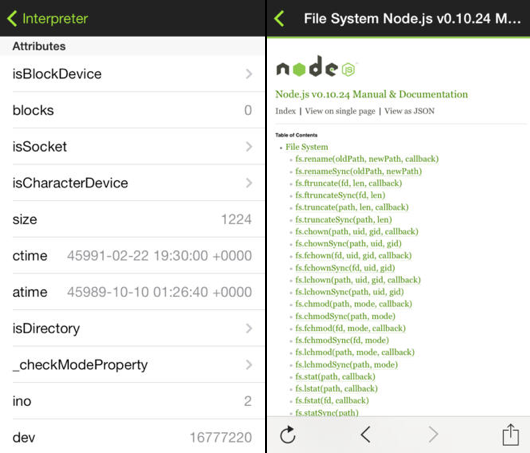 Interpreter
Attributes
isBlockDevice
blocks 0
isSocket
isCharacterDevice
size 1224
ctime 45991-02-22 19:30:00 +0000
atime 45989-10-10 01:26:40 +0000
isDirectory
_checkModeProperty
ino 2
dev 16777220
File System Node.js v0.10.24 M...
node
JS
Node.js v0.10.24 Manual & Documentation
Index | View on single page | View as JSON
Table of Contents
File System
fs.rename(oldPath, newPath, callback)
fs.renameSync(oldPath, newPath)
fs.ftruncate(fd, len, callback)
fs.ftruncateSync(fd, len)
fs.truncate(path, len, callback)
fs.truncateSync(path, len)
fs.chown(path, uid, gid, callback)
fs.chownSync(path, uid, gid)
fs.fchown(fd, uid, gid, callback)
fs.fchownSync(fd, uid, gid)
fs.lchown(path, uid, gid, callback)
fs.lchownSync(path, uid, gid)
fs.chmod(path, mode, callback)
fs.chmodSync(path, mode)
fs.fchmod(fd, mode, callback)
fs.fchmodSync(fd, mode)
fs.lchmod(path, mode, callback)
fs.lchmodSync(path, mode)
fs.stat(path, callback)
fs.lstat(path, callback)
fs.fstat(fd, callback)
fs.statSync(path)